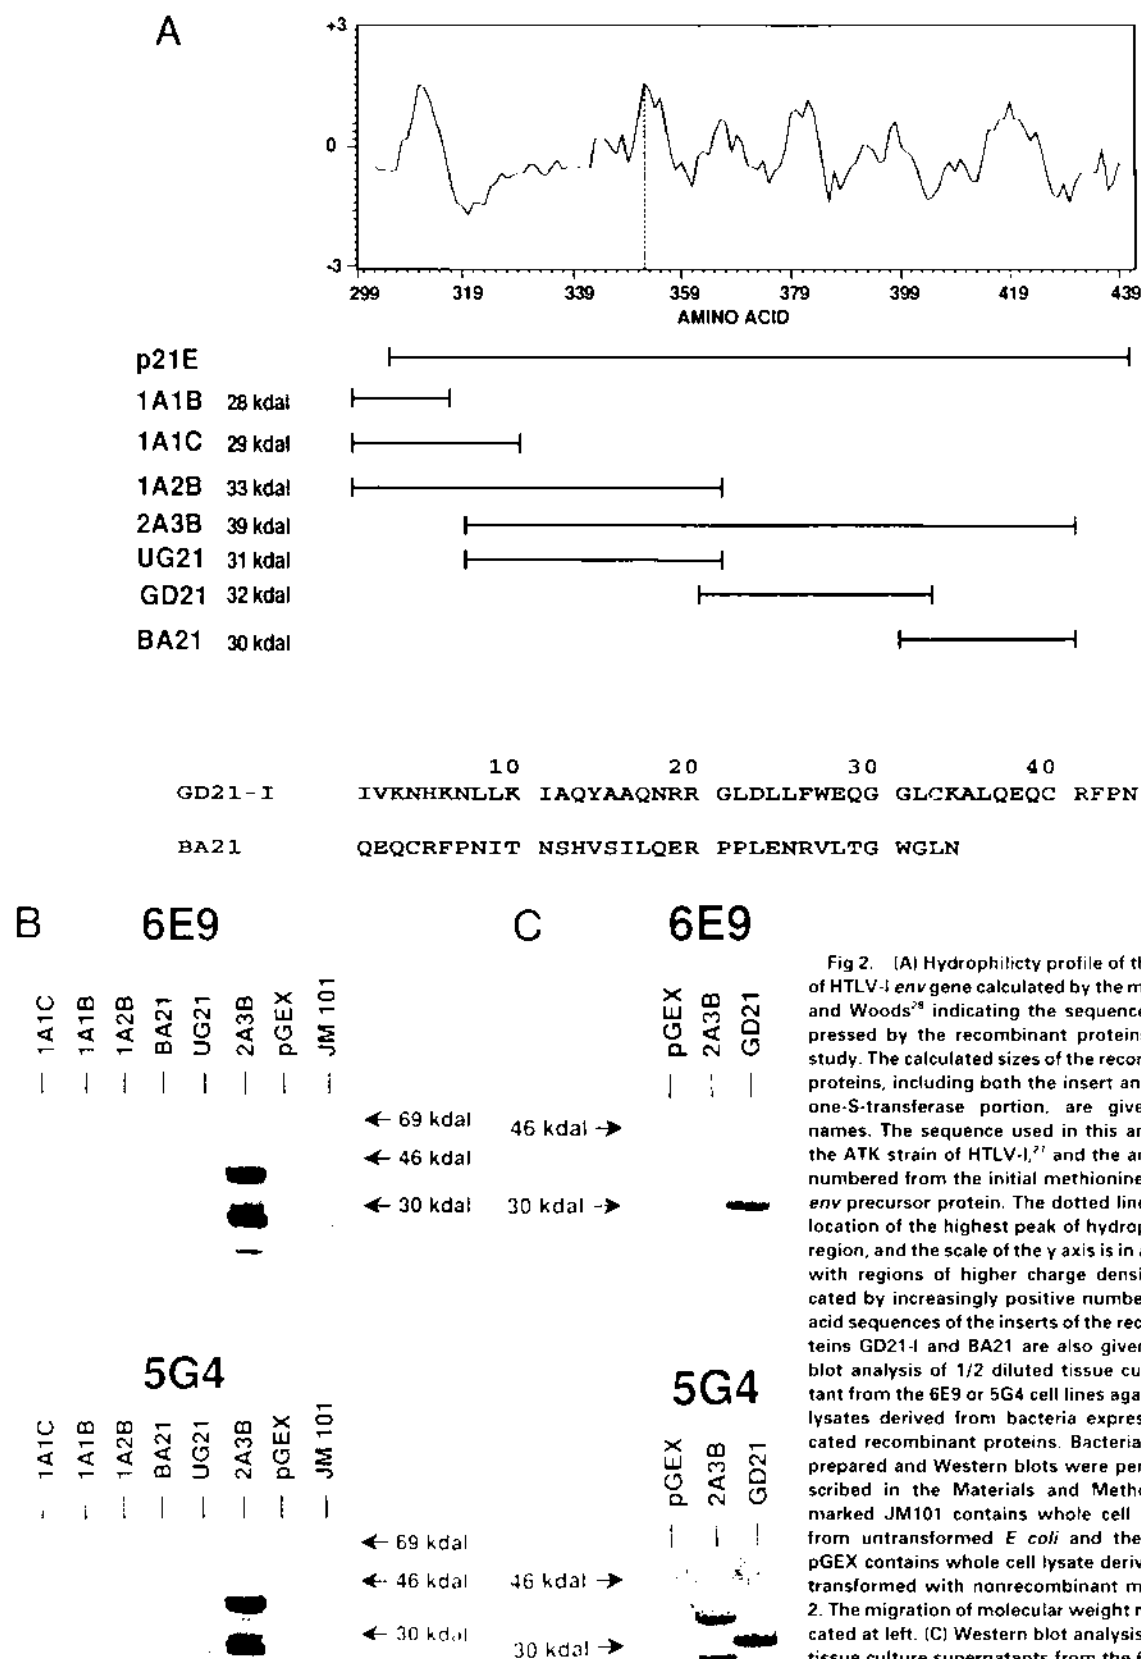 A
+3
0
-3
299 319 339 359 379 399 419 439
AMINO ACID
p21E
1A1B 28 kdal
1A1C 29 kdal
1A2B 33 kdal
2A3B 39 kdal
UG21 31 kdal
GD21 32 kdal
BA21 30 kdal
10 20 30 40
GD21-I IVKNHKNLLK IAQYAAQNRR GLDLLFWEQG GLCKALQEQC RFPN
BA21 QEQCRFPNIT NSHVSILQER PPLENRVLTG WGLN
B 6E9
1A1C 1A1B 1A2B BA21 UG21 2A3B pGEX JM 101
← 69 kdal
← 46 kdal
← 30 kdal
5G4
1A1C 1A1B 1A2B BA21 UG21 2A3B pGEX JM 101
← 69 kdal
← 46 kdal
← 30 kdal
C 6E9
pGEX 2A3B GD21
46 kdal →
30 kdal →
5G4
pGEX 2A3B GD21
46 kdal →
30 kdal →
Fig 2. (A) Hydrophilicty profile of th
of HTLV-I env gene calculated by the m
and Woods28 indicating the sequence
pressed by the recombinant proteins
study. The calculated sizes of the recor
proteins, including both the insert an
one-S-transferase portion, are give
names. The sequence used in this ar
the ATK strain of HTLV-I,27 and the ar
numbered from the initial methionine
env precursor protein. The dotted line
location of the highest peak of hydrop
region, and the scale of the y axis is in
with regions of higher charge densi
cated by increasingly positive numbe
acid sequences of the inserts of the rec
teins GD21-I and BA21 are also given
blot analysis of 1/2 diluted tissue cu
tant from the 6E9 or 5G4 cell lines aga
lysates derived from bacteria expres
cated recombinant proteins. Bacteria
prepared and Western blots were per
scribed in the Materials and Metho
marked JM101 contains whole cell
from untransformed E coli and the
pGEX contains whole cell lysate deriv
transformed with nonrecombinant m
2. The migration of molecular weight n
cated at left. (C) Western blot analysis
tissue culture supernatants from the 6